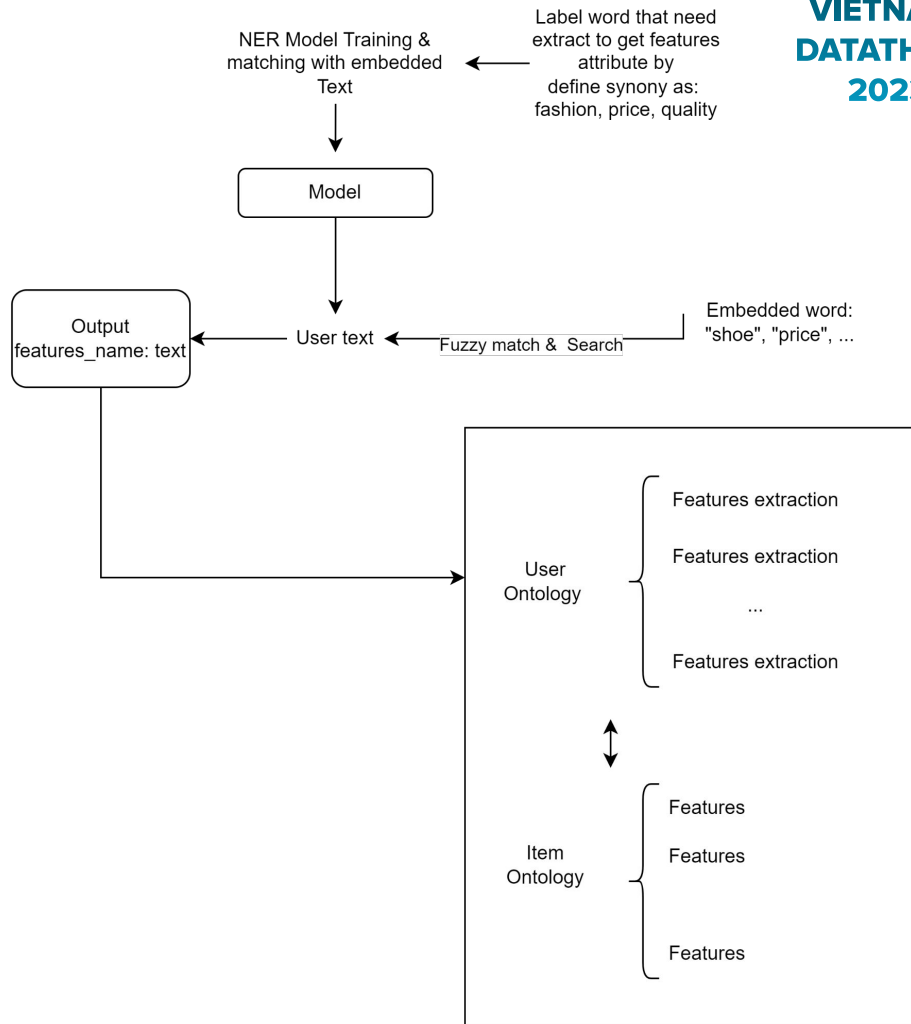 Label word that need
extract to get features
attribute by
define synony as:
fashion, price, quality
NER Model Training &
matching with embedded
Text
Model
Output
features_name: text
User text
Fuzzy match & Search
Embedded word:
"shoe", "price", ...
User
Ontology
Features extraction
Features extraction
...
Features extraction
Item
Ontology
Features
Features
Features
VIETNA
DATATH
202